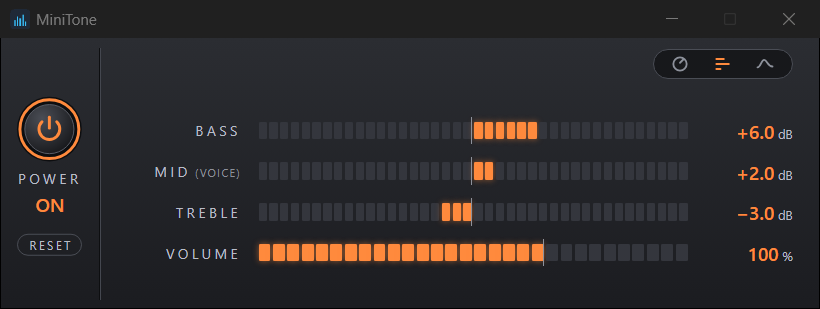 MiniTone
BASS +6.0 dB
MID (VOICE) +2.0 dB
TREBLE −3.0 dB
VOLUME 100 %
POWER
ON
RESET